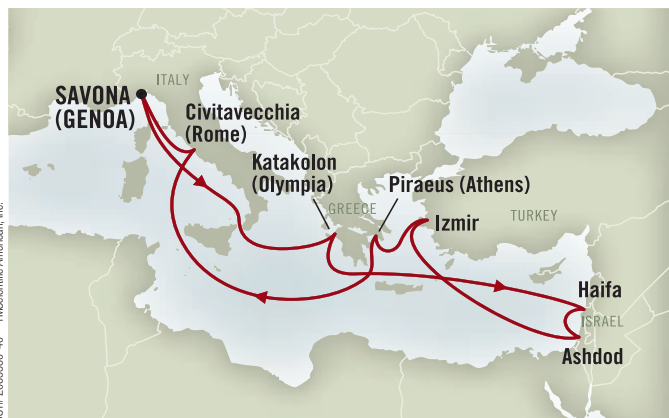 SAVONA
(GENOA)
ITALY
Civitavecchia
(Rome)
Katakolon
(Olympia)
GREECE
Piraeus (Athens)
Izmir
TURKEY
Haifa
ISRAEL
Ashdod